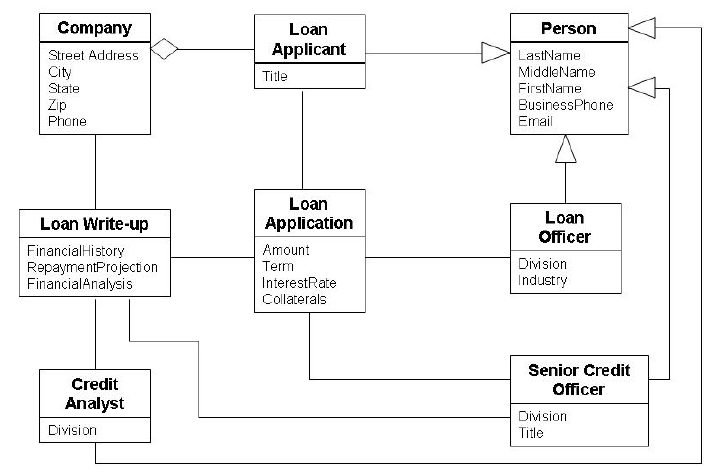 Company
Street Address
City
State
Zip
Phone
Loan
Applicant
Title
Person
LastName
MiddleName
FirstName
BusinessPhone
Email
Loan Write-up
FinancialHistory
RepaymentProjection
FinancialAnalysis
Loan
Application
Amount
Term
InterestRate
Collaterals
Loan
Officer
Division
Industry
Credit
Analyst
Division
Senior Credit
Officer
Division
Title